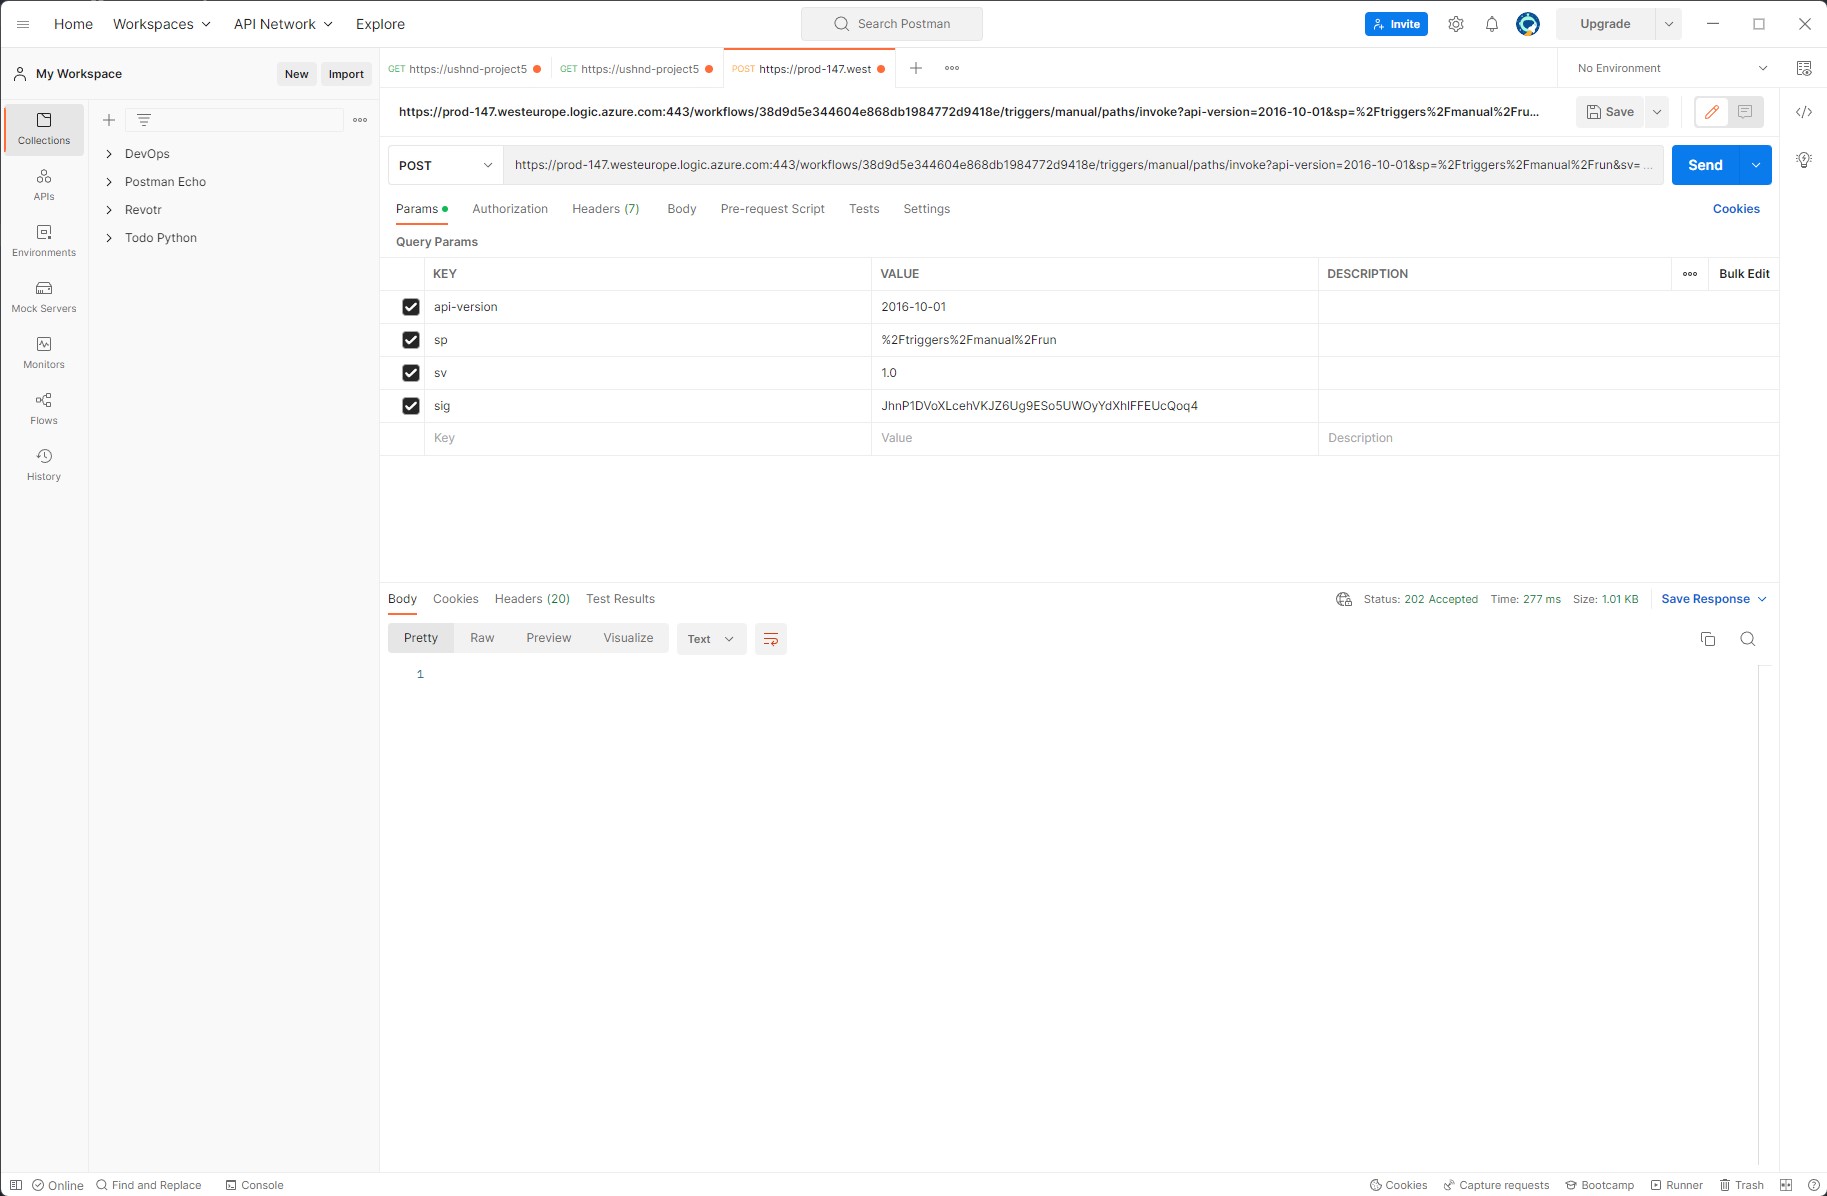 Home Workspaces API Network Explore Search Postman Invite Upgrade
My Workspace New Import GET https://ushnd-project5 GET https://ushnd-project5 POST https://prod-147.west No Environment
Collections
APIs
Environments
Mock Servers
Monitors
Flows
History
DevOps
Postman Echo
Revotr
Todo Python
https://prod-147.westeurope.logic.azure.com:443/workflows/38d9d5e344604e868db1984772d9418e/triggers/manual/paths/invoke?api-version=2016-10-01&sp=%2Ftriggers%2Fmanual%2Fru... Save
POST https://prod-147.westeurope.logic.azure.com:443/workflows/38d9d5e344604e868db1984772d9418e/triggers/manual/paths/invoke?api-version=2016-10-01&sp=%2Ftriggers%2Fmanual%2Frun&sv= ... Send
Params Authorization Headers (7) Body Pre-request Script Tests Settings Cookies
Query Params
KEY VALUE DESCRIPTION Bulk Edit
api-version 2016-10-01
sp %2Ftriggers%2Fmanual%2Frun
sv 1.0
sig JhnP1DVoXLcehVKJZ6Ug9ESo5UWOyYdXhIFFEUcQoq4
Key Value Description
Body Cookies Headers (20) Test Results Status: 202 Accepted Time: 277 ms Size: 1.01 KB Save Response
Pretty Raw Preview Visualize Text
1
Online Find and Replace Console Cookies Capture requests Bootcamp Runner Trash